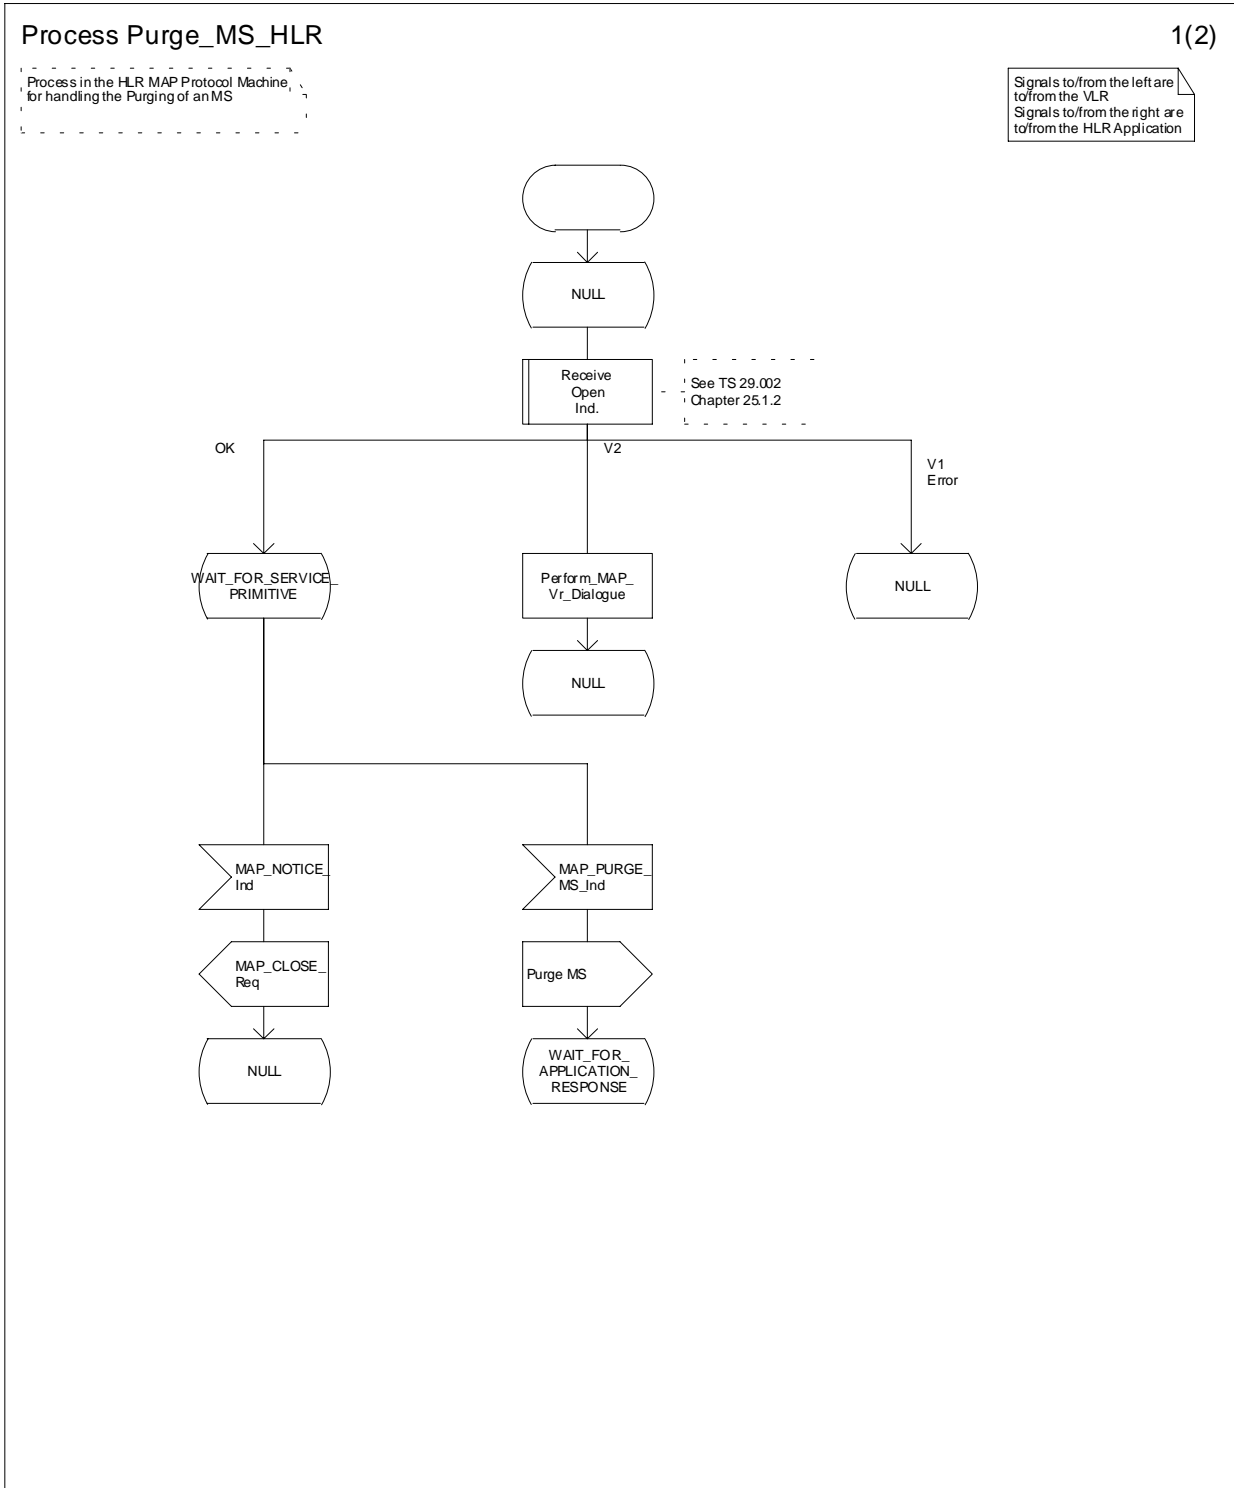 Process Purge_MS_HLR
1(2)
Process in the HLR MAP Protocol Machine
for handling the Purging of an MS
Signals to/from the left are
to/from the VLR
Signals to/from the right are
to/from the HLR Application
NULL
Receive
Open
Ind.
See TS 29.002
Chapter 25.1.2
OK
V2
V1
Error
WAIT_FOR_SERVICE_
PRIMITIVE
Perform_MAP_
Vr_Dialogue
NULL
NULL
MAP_NOTICE_
Ind
MAP_PURGE_
MS_Ind
MAP_CLOSE_
Req
Purge MS
NULL
WAIT_FOR_
APPLICATION_
RESPONSE